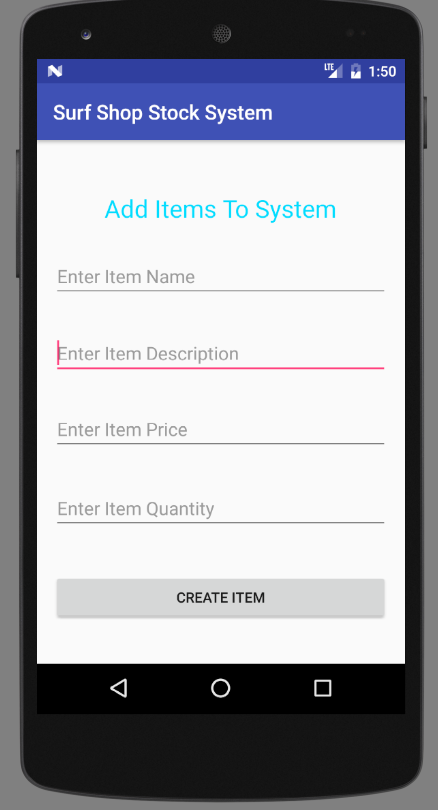 LTE 1:50
Surf Shop Stock System
Add Items To System
Enter Item Name
Enter Item Description
Enter Item Price
Enter Item Quantity
CREATE ITEM